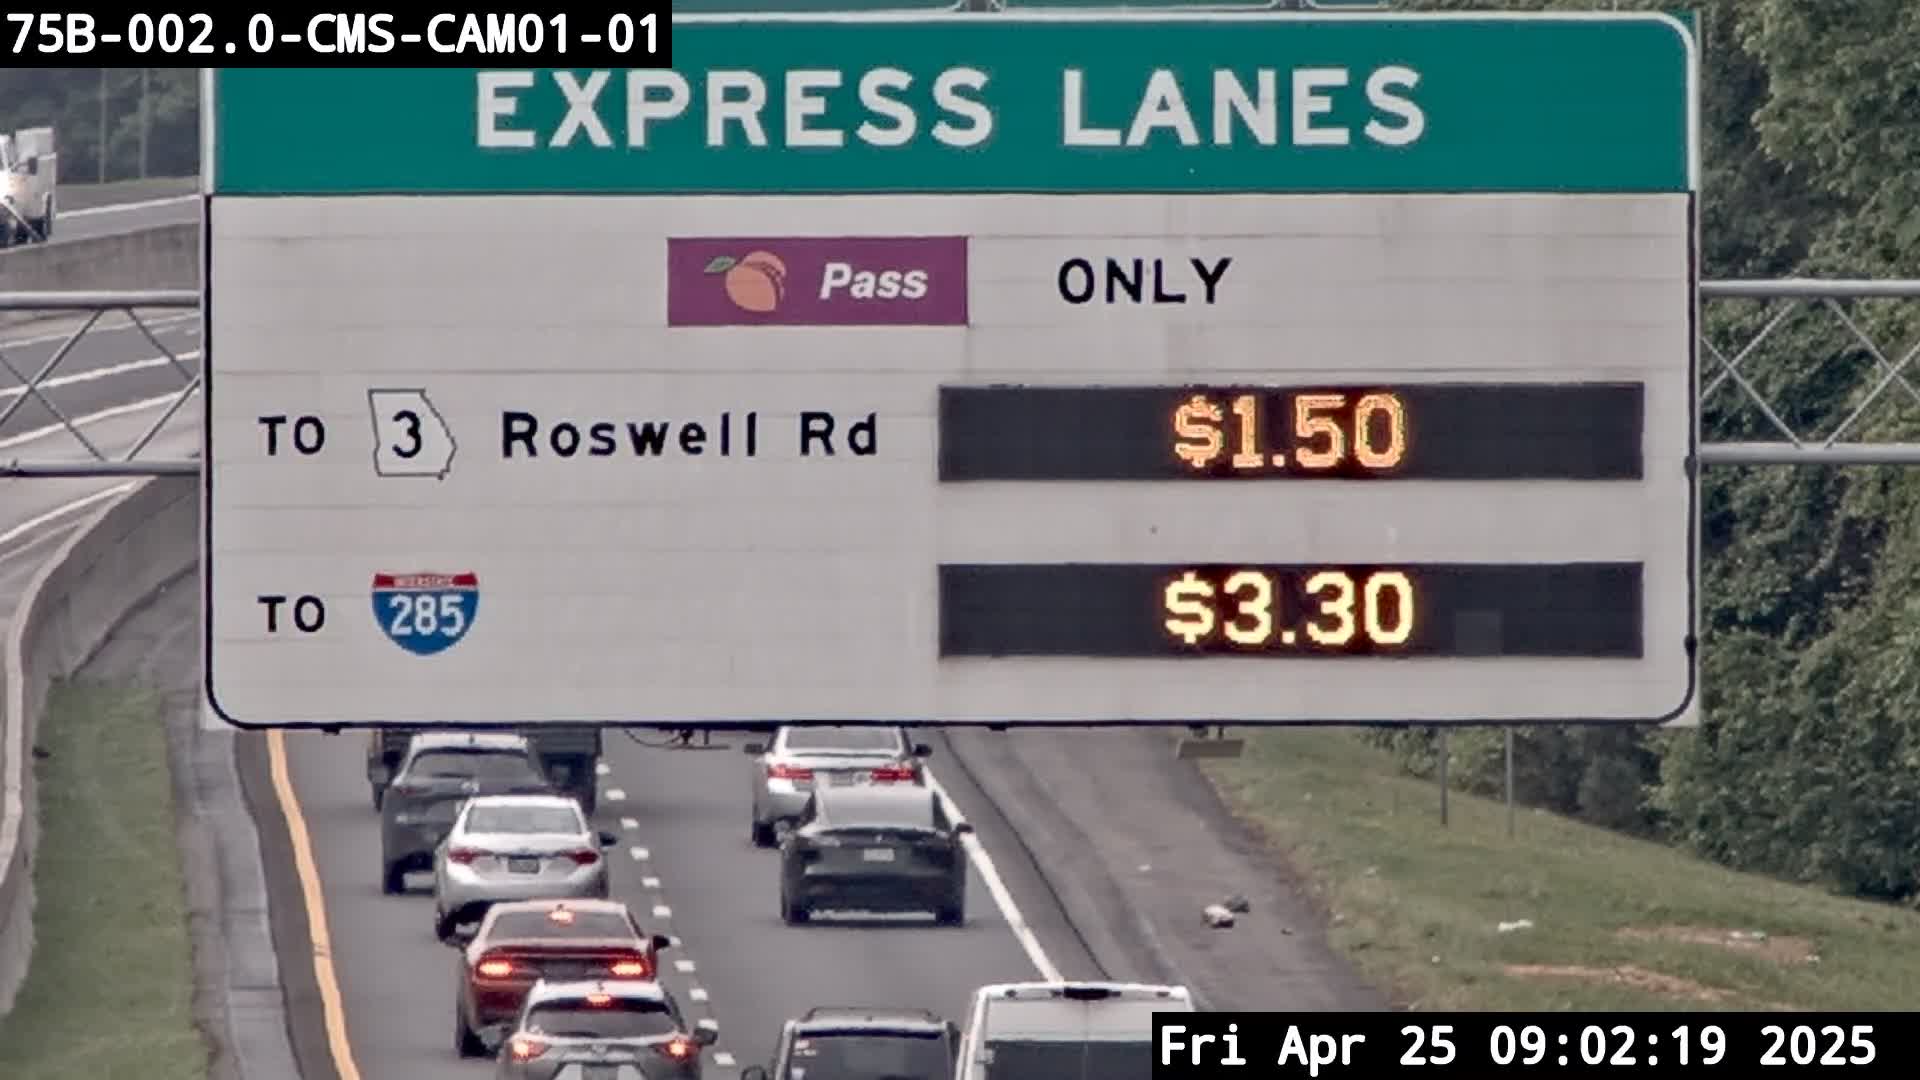 75B-002.0-CMS-CAM01-01
EXPRESS LANES
Pass ONLY
TO 3 Roswell Rd $1.50
TO INTERSTATE 285 $3.30
Fri Apr 25 09:02:19 2025